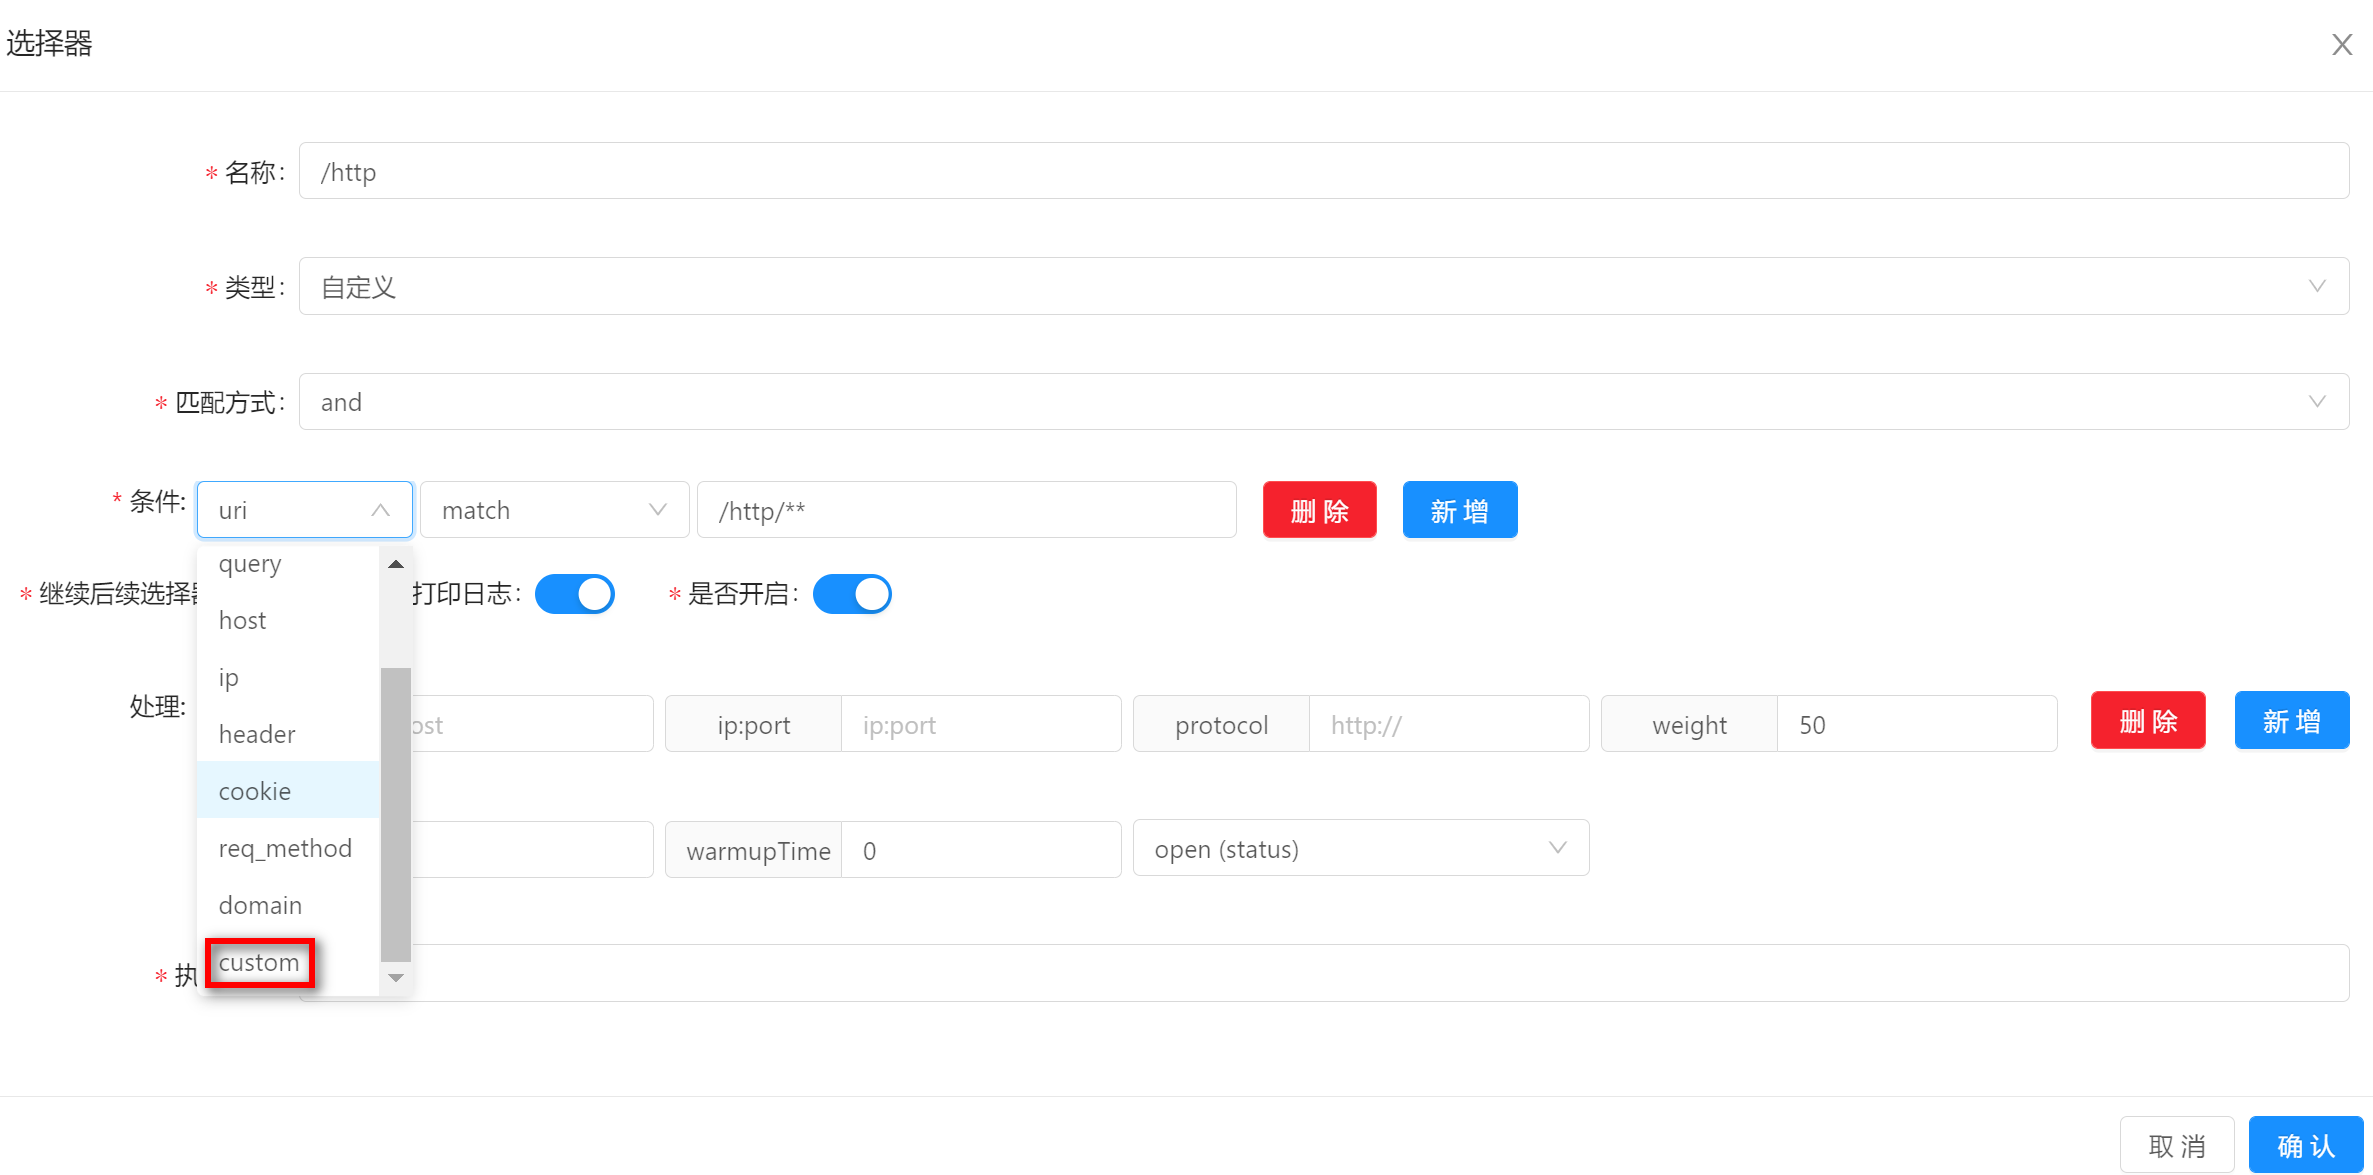 选择器
* 名称: /http
* 类型: 自定义
* 匹配方式: and
* 条件: uri match /http/** 删 除 新 增
query
* 继续后续选择 打印日志: * 是否开启:
host
ip
处理: ost ip:port ip:port protocol http:// weight 50 删 除 新 增
header
cookie
req_method warmupTime 0 open (status)
domain
custom
* 执
取 消 确 认